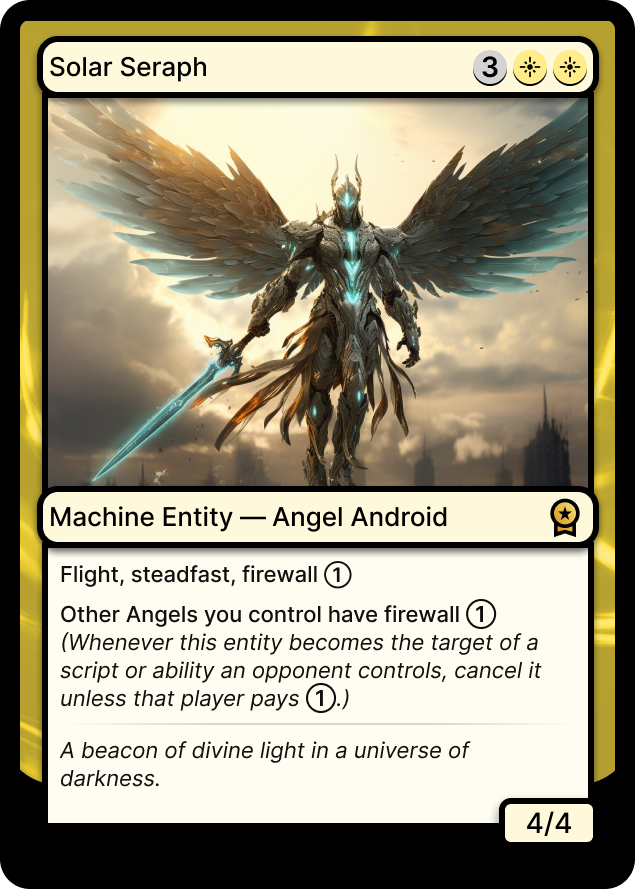 Solar Seraph 3
Machine Entity — Angel Android
Flight, steadfast, firewall ①
Other Angels you control have firewall ①
(Whenever this entity becomes the target of a
script or ability an opponent controls, cancel it
unless that player pays ①.)
A beacon of divine light in a universe of
darkness.
4/4